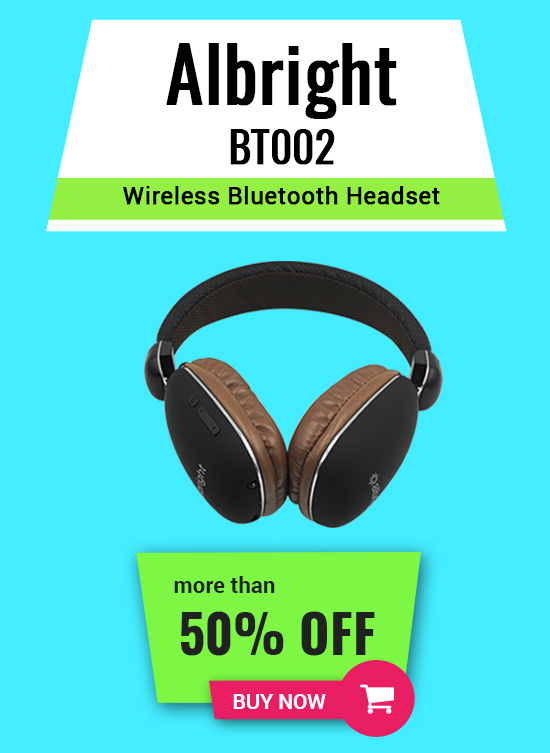 Albright
BT002
Wireless Bluetooth Headset
more than
50% OFF
BUY NOW